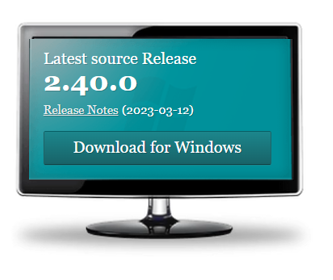 Latest source Release
2.40.0
Release Notes (2023-03-12)
Download for Windows